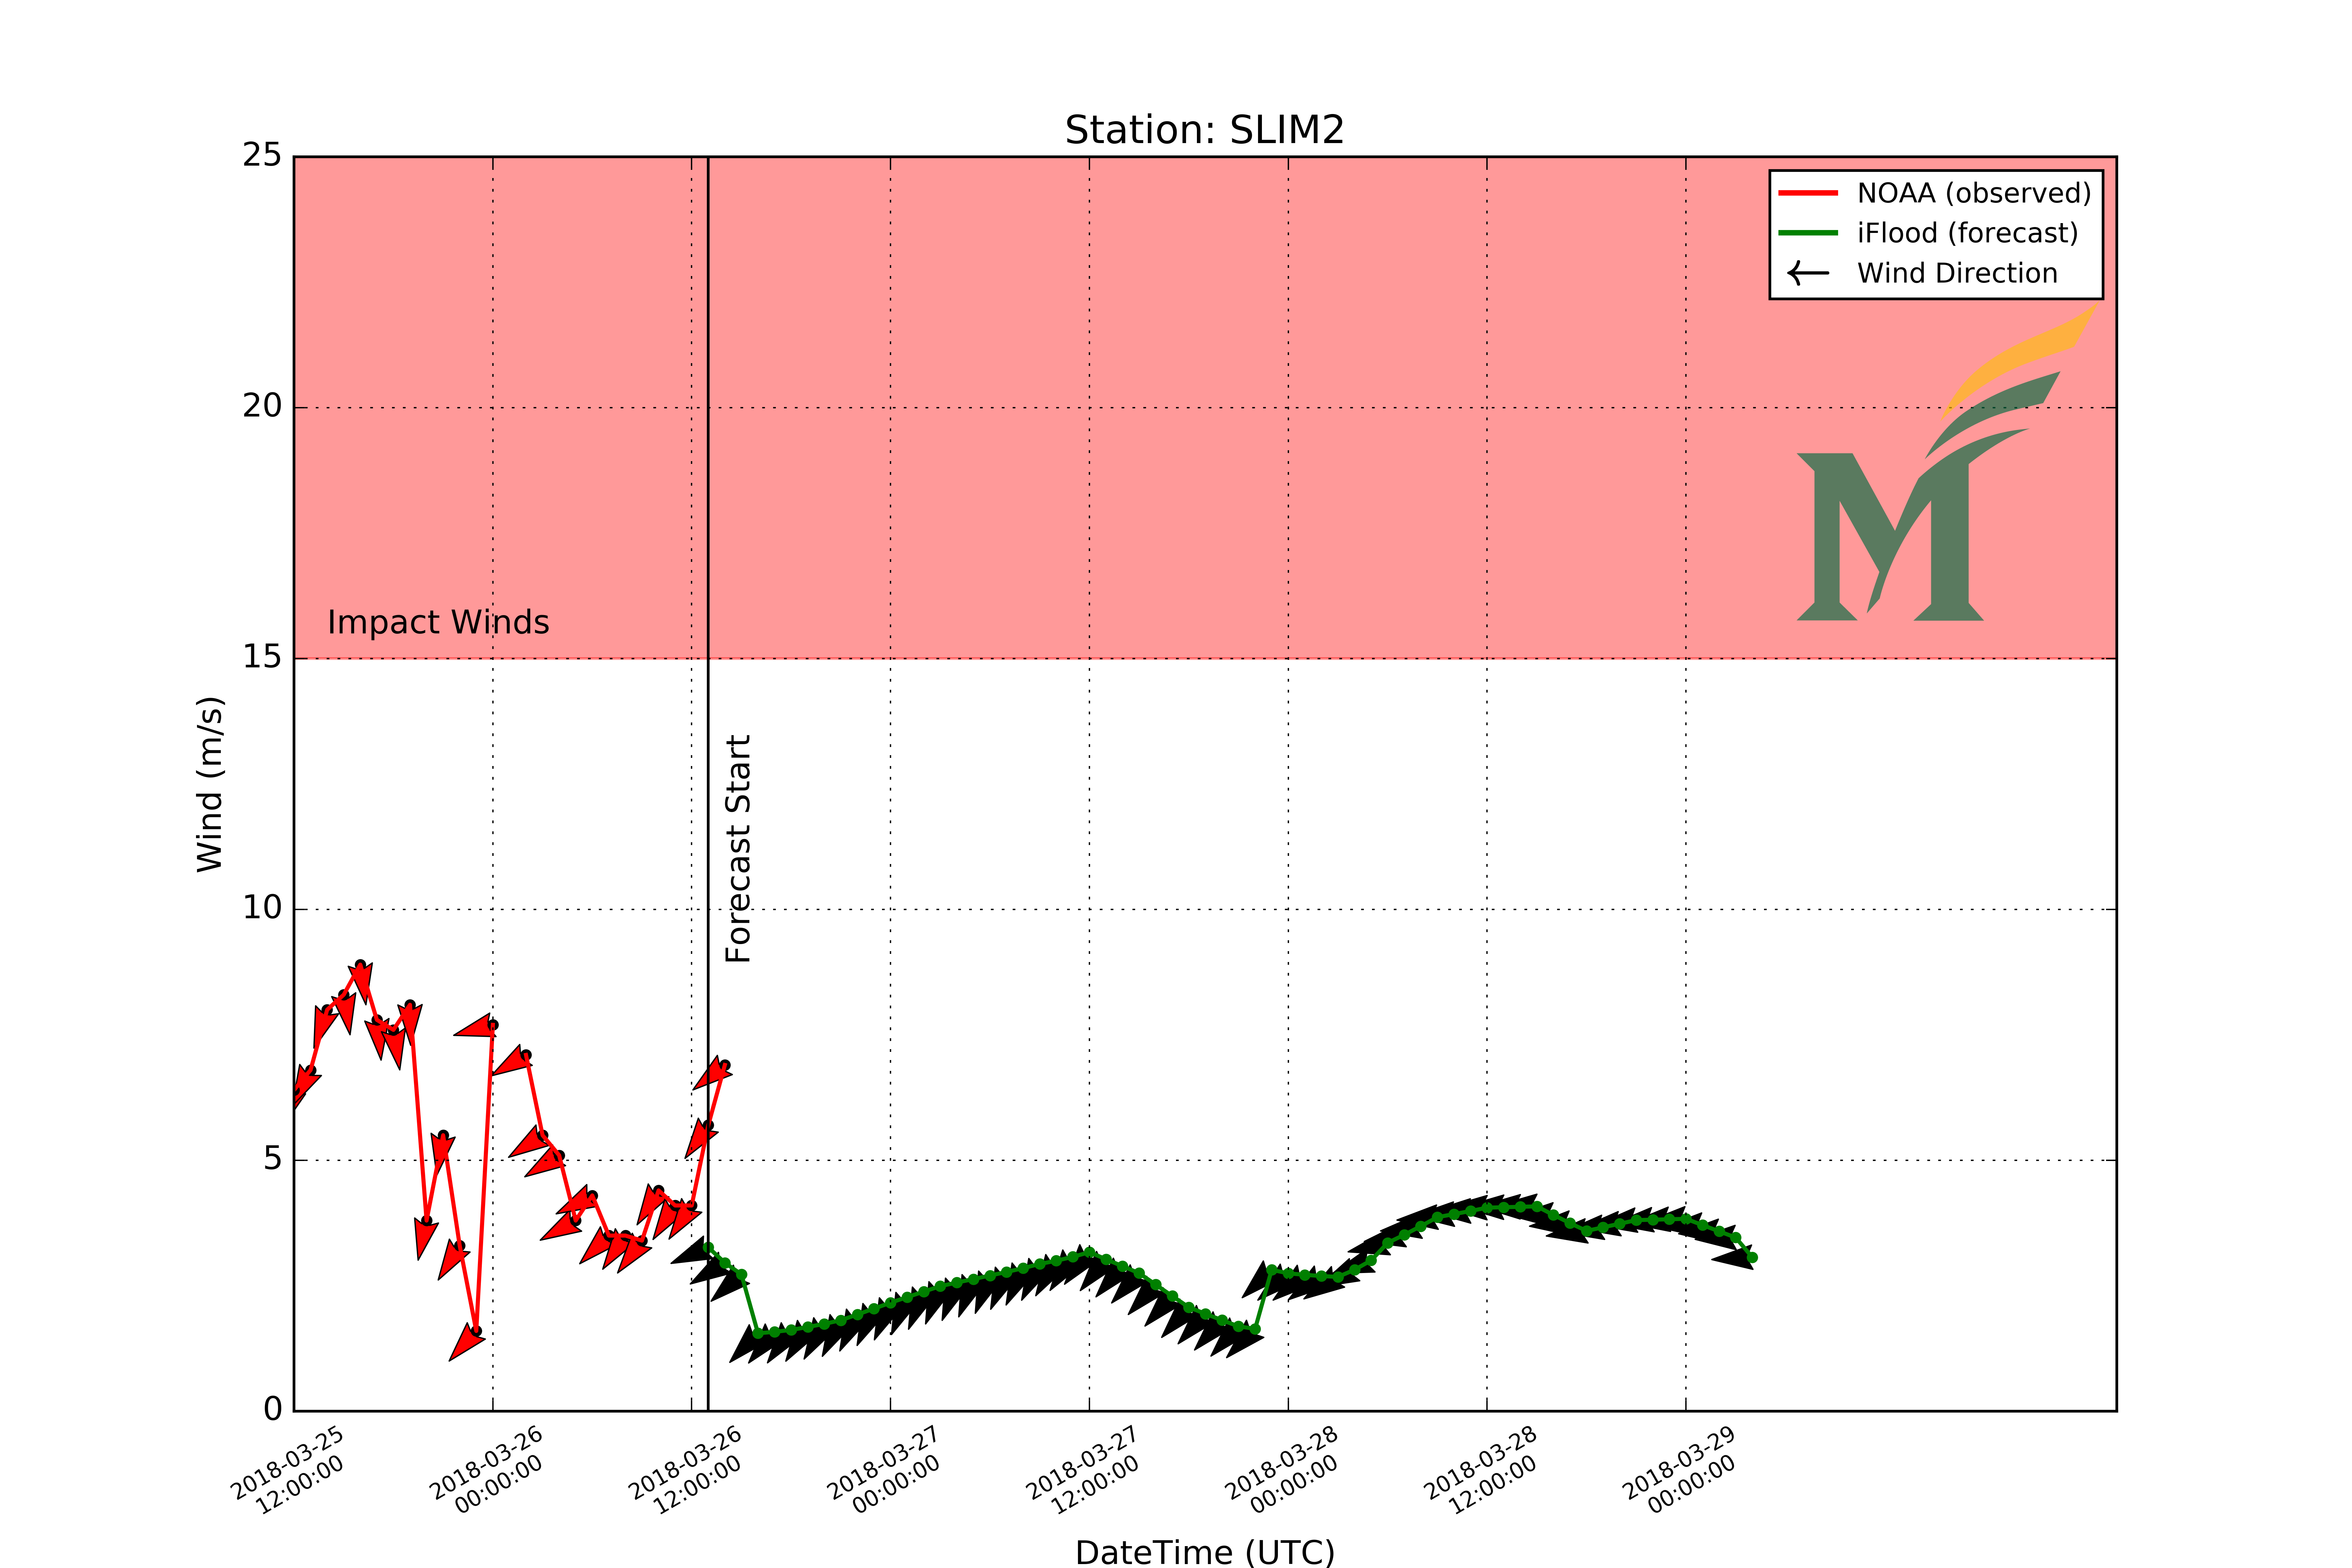 Station: SLIM2
25
20
15
10
5
0
Wind (m/s)
NOAA (observed)
iFlood (forecast)
Wind Direction
M
Impact Winds
Forecast Start
2018-03-25
12:00:00
2018-03-26
00:00:00
2018-03-26
12:00:00
2018-03-27
00:00:00
2018-03-27
12:00:00
2018-03-28
00:00:00
2018-03-28
12:00:00
2018-03-29
00:00:00
DateTime (UTC)